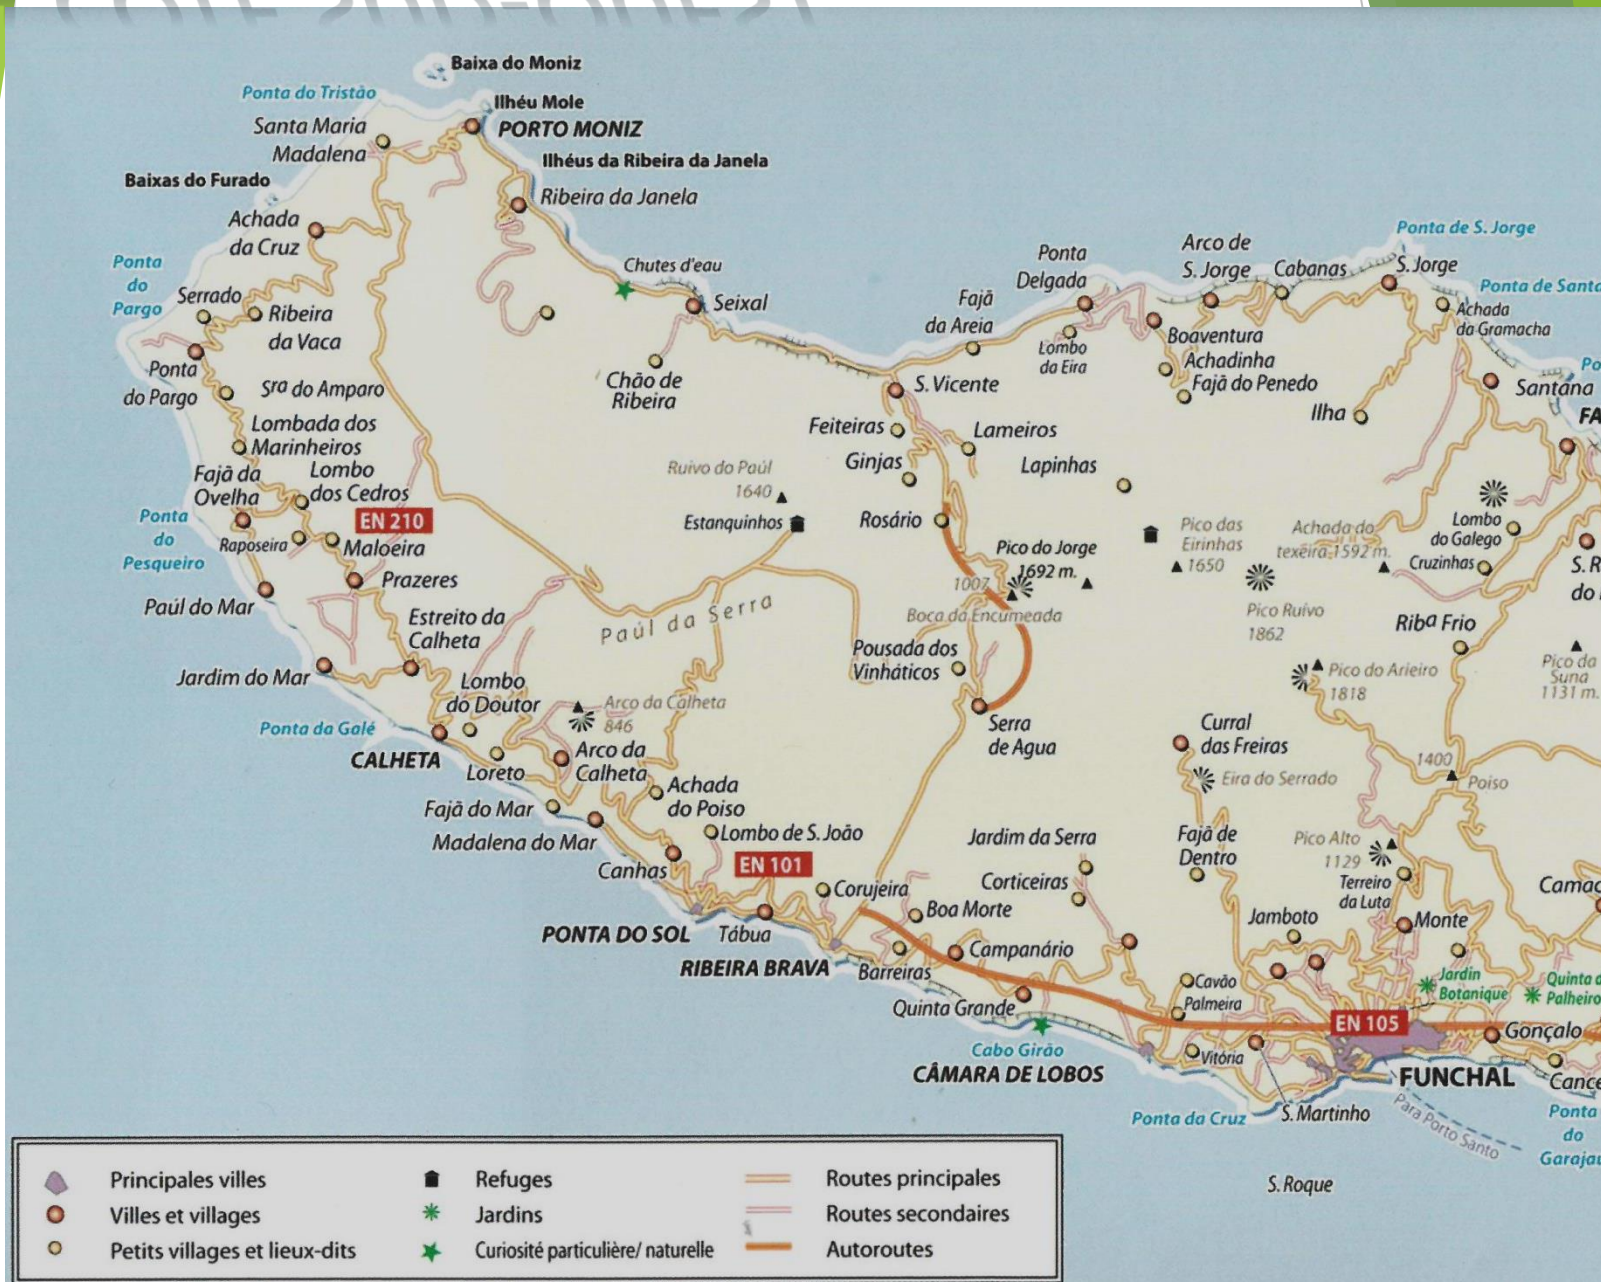 CÔTE SUD-OUEST
Baixa do Moniz
Ponta do Tristão
Ilhéu Mole
PORTO MONIZ
Santa Maria
Madalena
Ilhéus da Ribeira da Janela
Baixas do Furado
Ribeira da Janela
Achada
da Cruz
Ponta
do
Pargo
Serrado
Ribeira
da Vaca
Chutes d'eau
Seixal
Ponta
Delgada
Arco de
S. Jorge
Cabanas
Ponta de S. Jorge
S. Jorge
Ponta de Santa
Achada
da Gramacha
Fajã
da Areia
Boaventura
Lombo
da Eira
Achadinha
Fajã do Penedo
Ilha
Santana
Po
FA
Ponta
do Pargo
Sra do Amparo
Chão de
Ribeira
S. Vicente
Lombada dos
Marinheiros
Feiteiras
Lameiros
Ginjas
Lapinhas
Fajã da
Ovelha
Lombo
dos Cedros
Ruivo do Paúl
1640
EN 210
Estanquinhos
Rosário
Ponta
do
Pesqueiro
Raposeira
Maloeira
Pico do Jorge
1692 m.
Pico das
Eirinhas
1650
Achada do
texeira 1592 m.
Lombo
do Galego
Cruzinhas
S. R
do
Prazeres
1007
Boca da Encumeada
Pico Ruívo
1862
Ribª Frio
Paúl do Mar
Estreito da
Calheta
Paúl da Serra
Pousada dos
Vinháticos
Pico do Arieiro
1818
Pico da
Suna
1131 m.
Jardim do Mar
Lombo
do Doutor
Arco da Calheta
846
Serra
de Agua
Curral
das Freiras
Ponta da Galé
CALHETA
Loreto
Arco da
Calheta
Eira do Serrado
1400
Poiso
Fajã do Mar
Achada
do Poiso
Madalena do Mar
Lombo de S. João
Jardim da Serra
Fajã de
Dentro
Pico Alto
1129
Canhas
EN 101
Corujeira
Corticeiras
Terreiro
da Luta
Camac
Boa Morte
Jamboto
Monte
PONTA DO SOL
Tábua
Campanário
RIBEIRA BRAVA
Barreiras
Cavão
Palmeira
Jardin
Botanique
Quinta d
Palheiro
Quinta Grande
EN 105
Gonçalo
Cabo Girão
CÂMARA DE LOBOS
Vitória
FUNCHAL
Cance
Ponta da Cruz
S. Martinho
Para Porto Santo
Ponta
do
Garajau
S. Roque
Principales villes
Villes et villages
Petits villages et lieux-dits
Refuges
Jardins
Curiosité particulière/ naturelle
Routes principales
Routes secondaires
Autoroutes